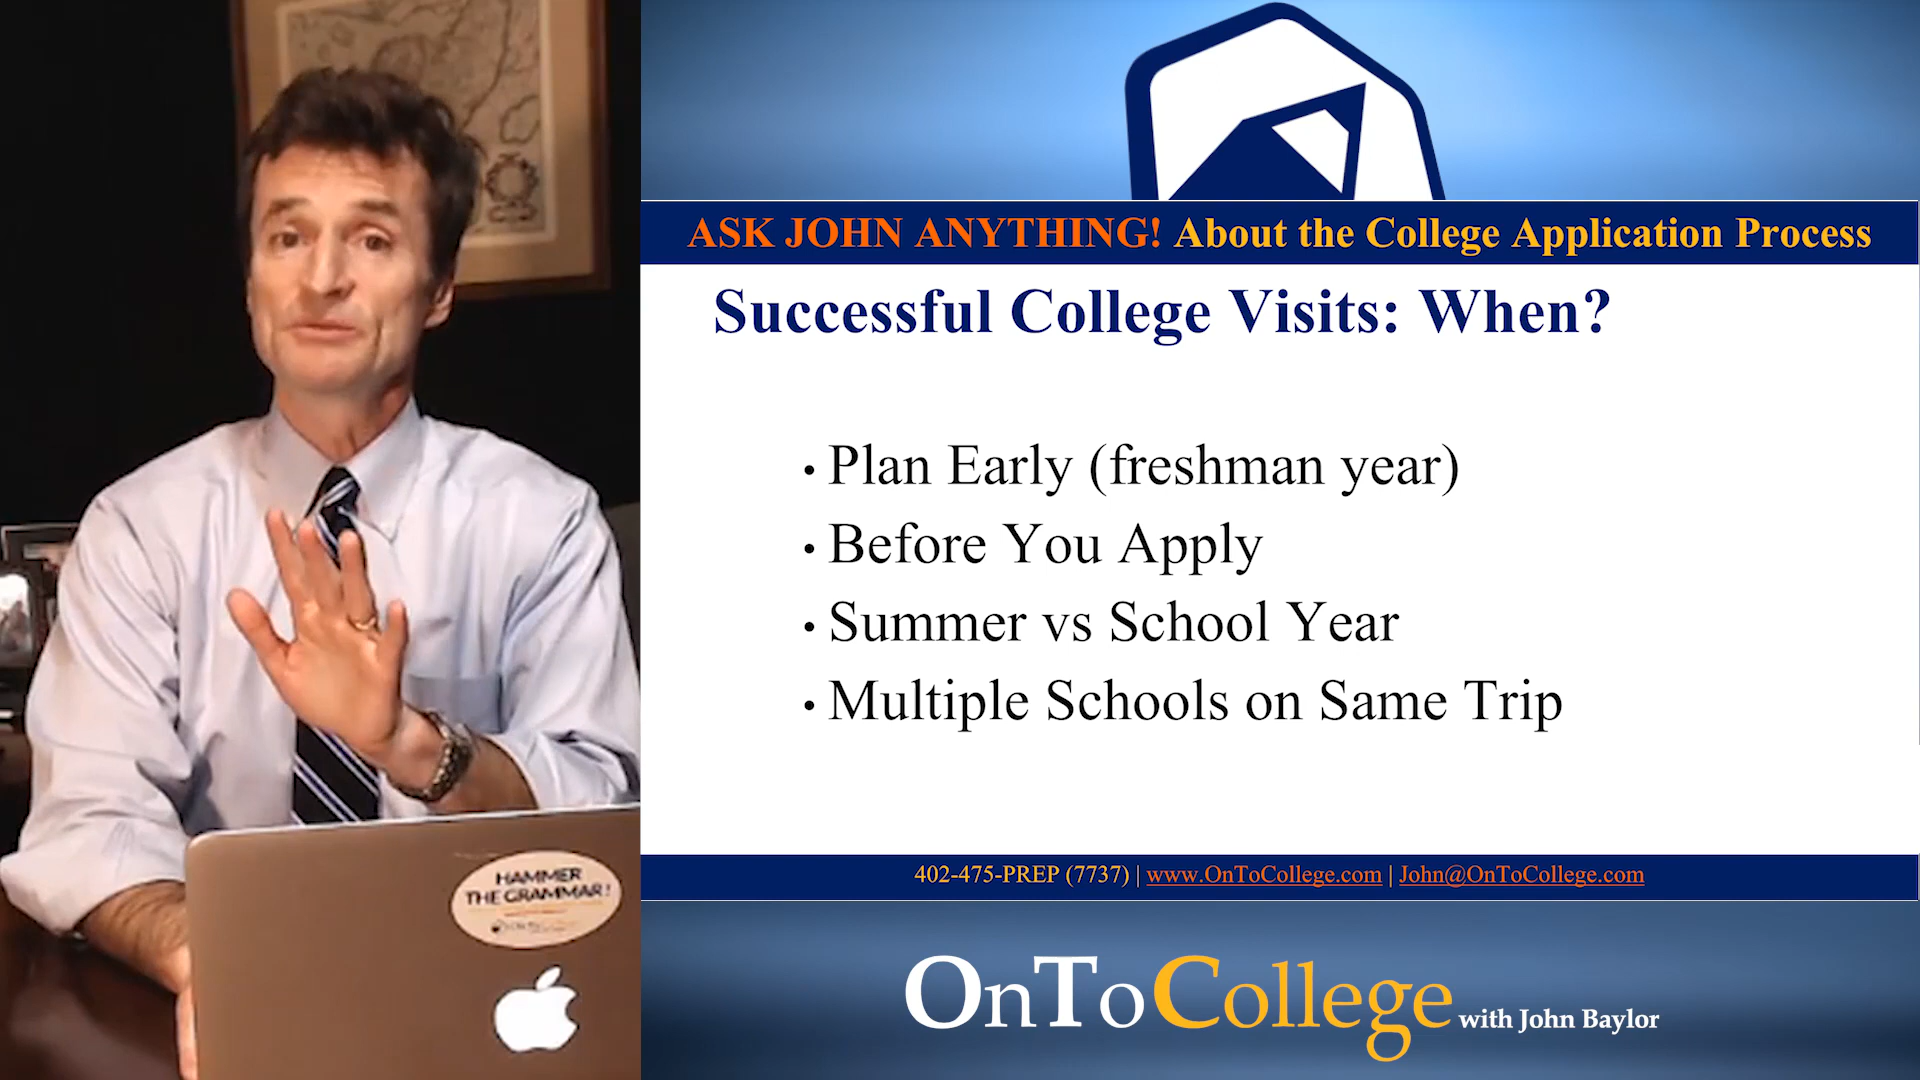 ASK JOHN ANYTHING! About the College Application Process
Successful College Visits: When?
• Plan Early (freshman year)
• Before You Apply
• Summer vs School Year
• Multiple Schools on Same Trip
402-475-PREP (7737) | www.OnToCollege.com | John@OnToCollege.com
HAMMER
THE GRAMMAR!
OnToCollege with John Baylor